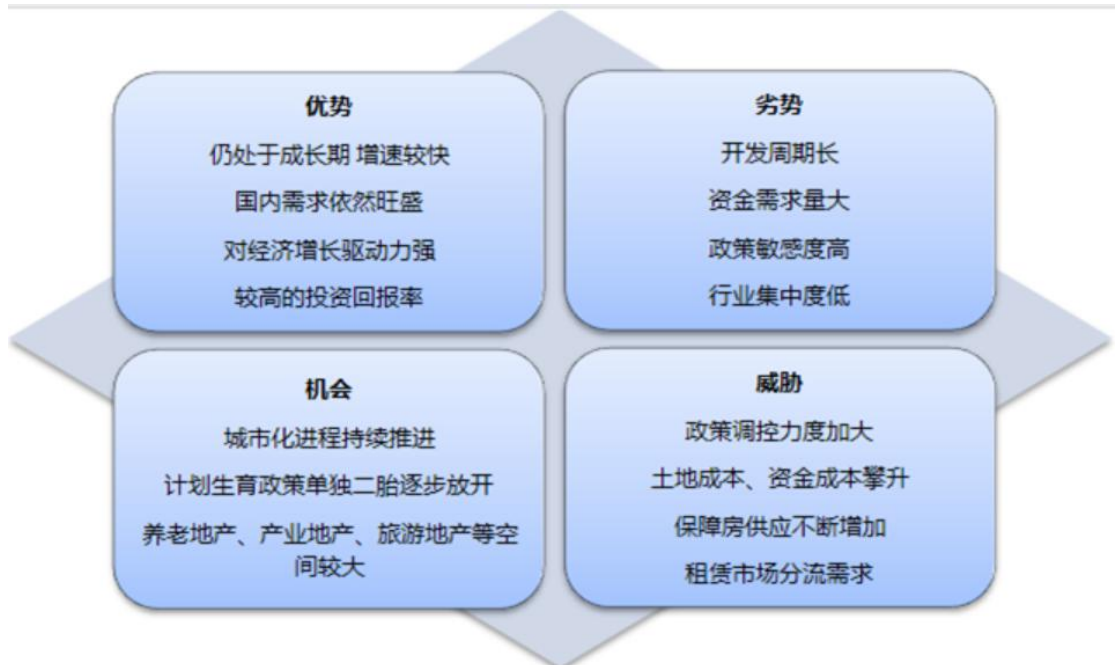 优势
仍处于成长期 增速较快
国内需求依然旺盛
对经济增长驱动力强
较高的投资回报率
劣势
开发周期长
资金需求量大
政策敏感度高
行业集中度低
机会
城市化进程持续推进
计划生育政策单独二胎逐步放开
养老地产、产业地产、旅游地产等空
间较大
威胁
政策调控力度加大
土地成本、资金成本攀升
保障房供应不断增加
租赁市场分流需求